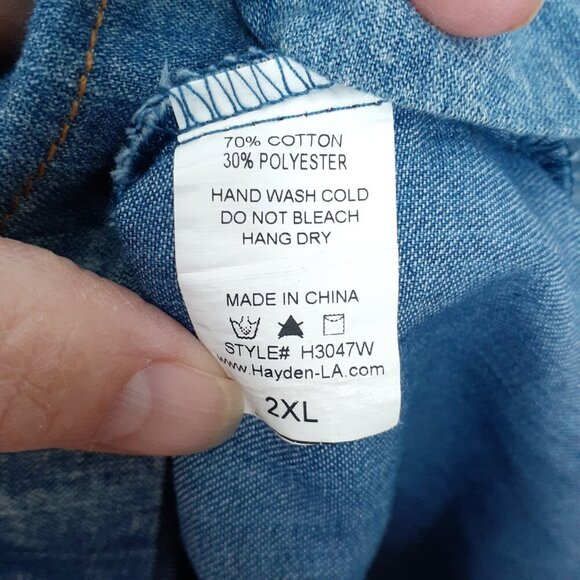 70% COTTON
30% POLYESTER
HAND WASH COLD
DO NOT BLEACH
HANG DRY
MADE IN CHINA
STYLE# H3047W
www.Hayden-LA.com
2XL